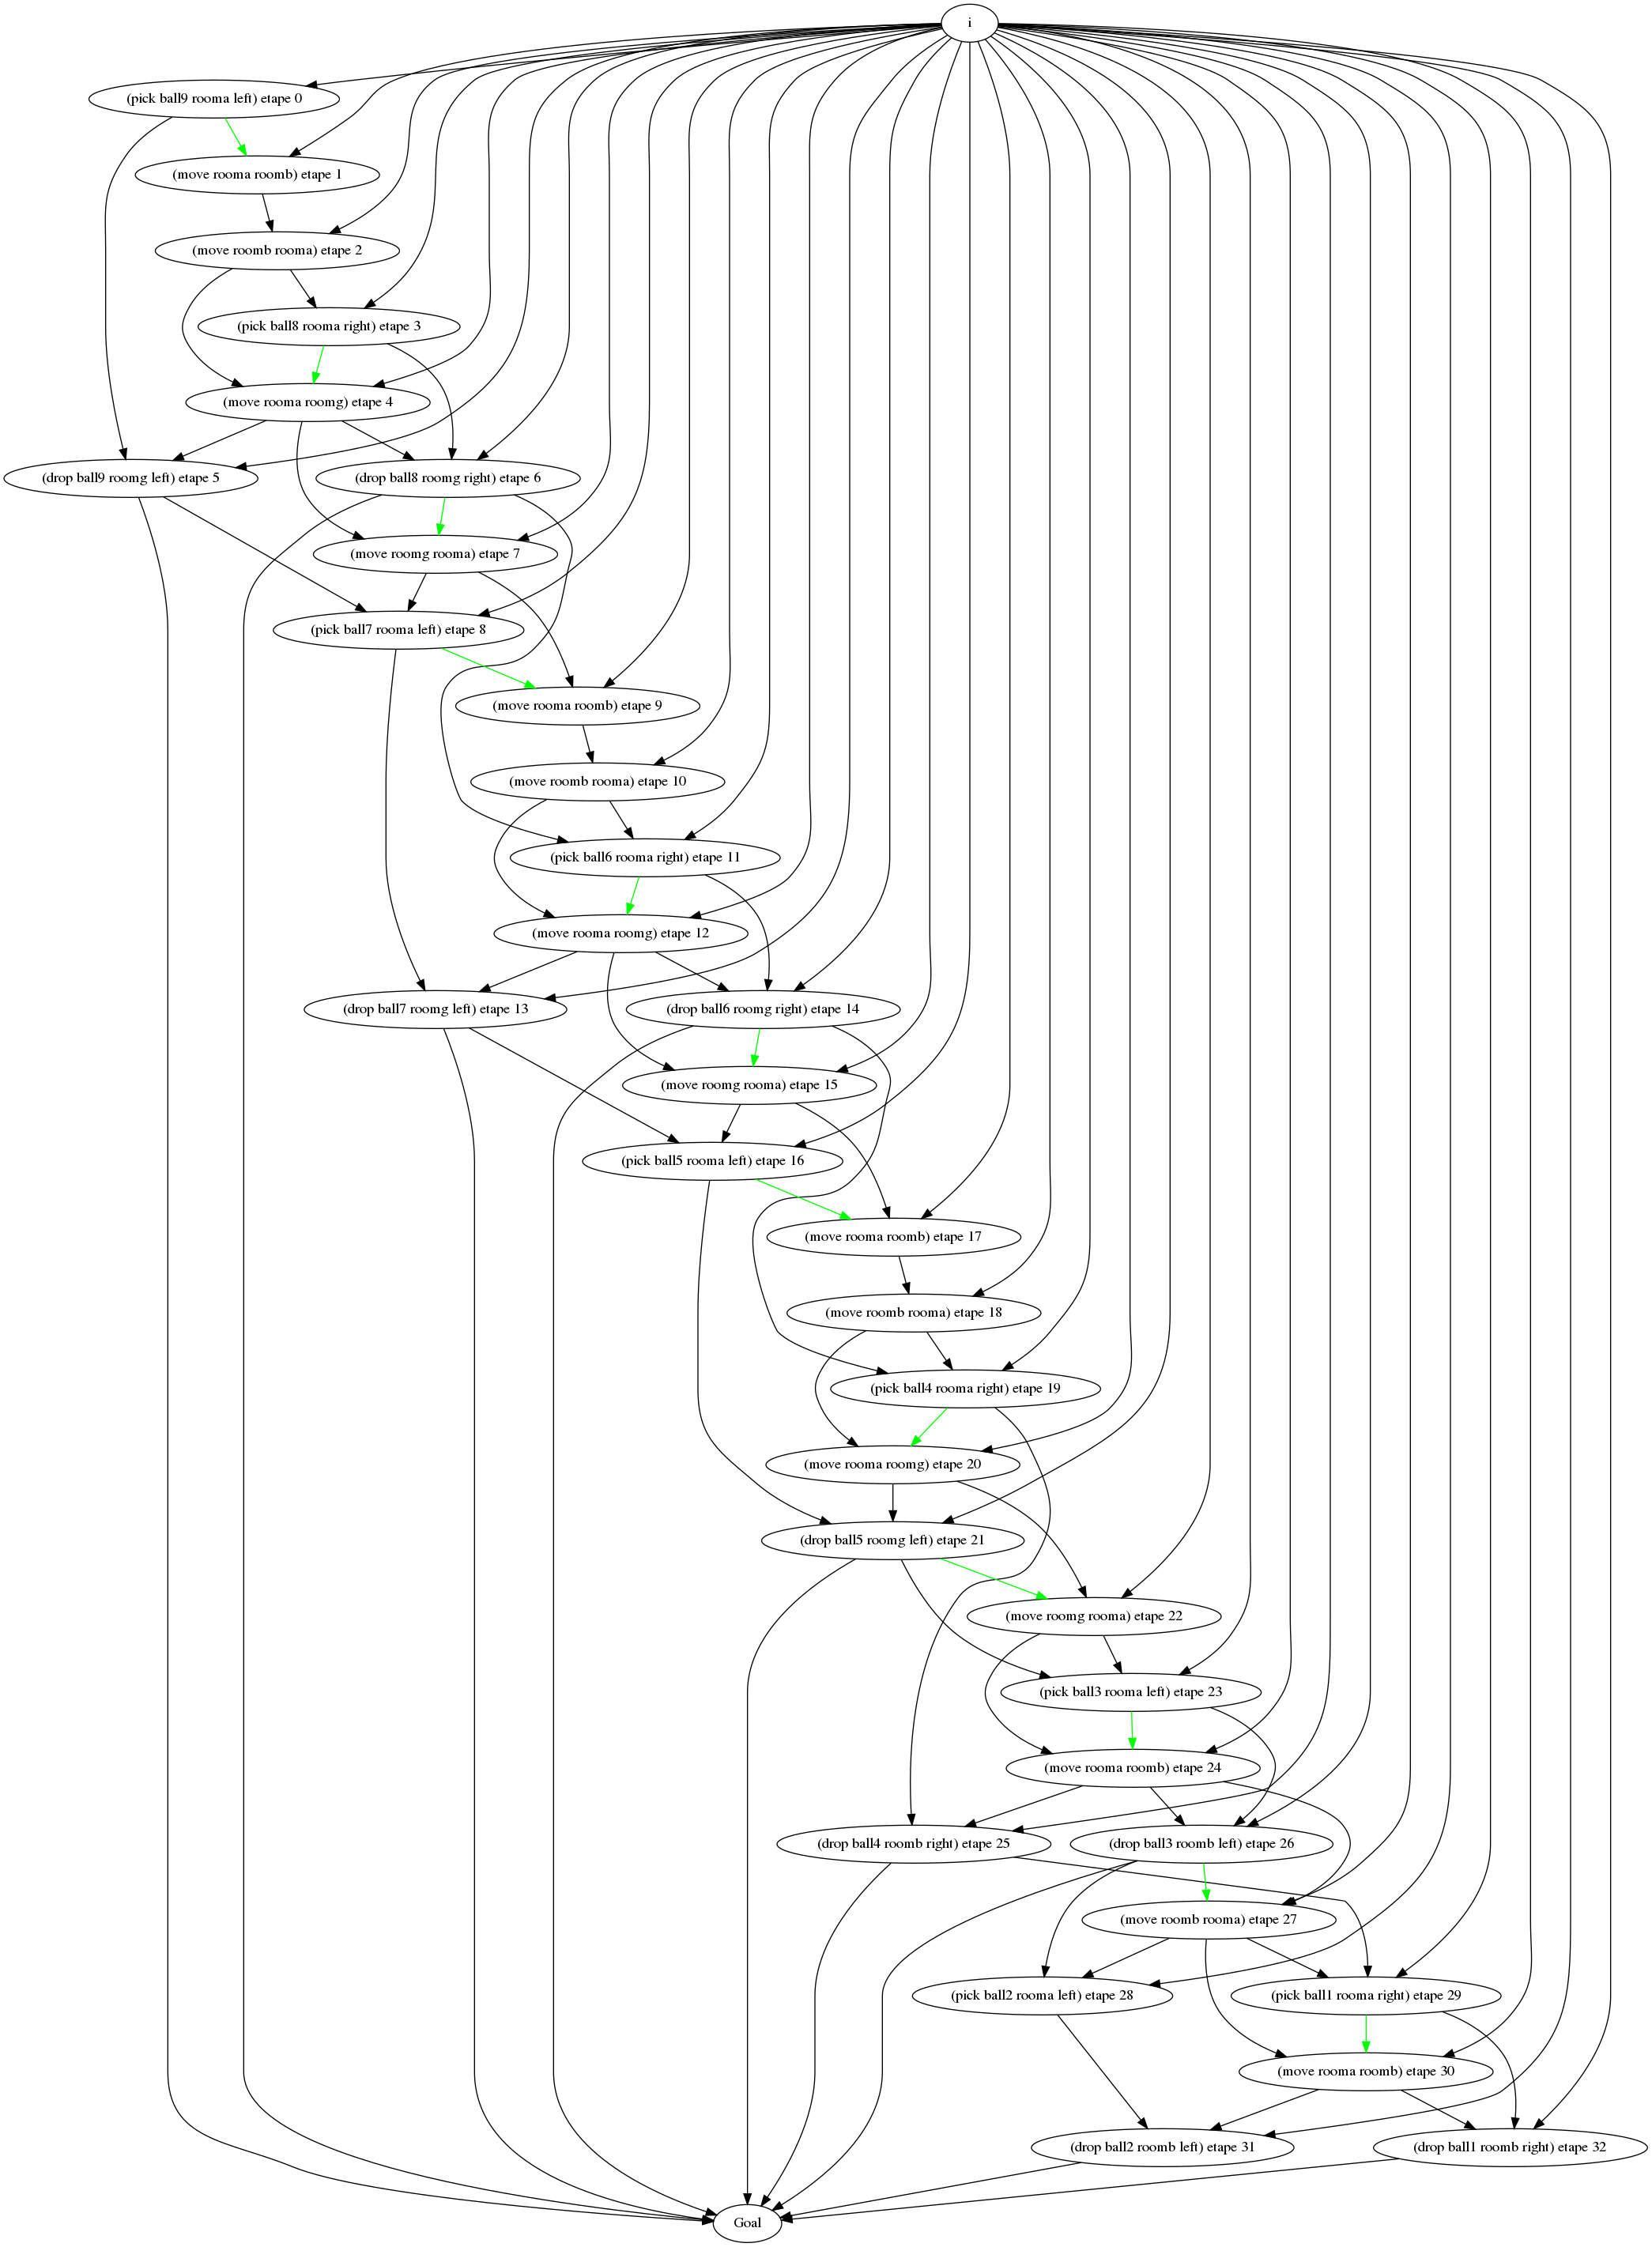 i
(pick ball9 rooma left) etape 0
(move rooma roomb) etape 1
(move roomb rooma) etape 2
(pick ball8 rooma right) etape 3
(move rooma roomg) etape 4
(drop ball9 roomg left) etape 5
(drop ball8 roomg right) etape 6
(move roomg rooma) etape 7
(pick ball7 rooma left) etape 8
(move rooma roomb) etape 9
(move roomb rooma) etape 10
(pick ball6 rooma right) etape 11
(move rooma roomg) etape 12
(drop ball7 roomg left) etape 13
(drop ball6 roomg right) etape 14
(move roomg rooma) etape 15
(pick ball5 rooma left) etape 16
(move rooma roomb) etape 17
(move roomb rooma) etape 18
(pick ball4 rooma right) etape 19
(move rooma roomg) etape 20
(drop ball5 roomg left) etape 21
(move roomg rooma) etape 22
(pick ball3 rooma left) etape 23
(move rooma roomb) etape 24
(drop ball4 roomb right) etape 25
(drop ball3 roomb left) etape 26
(move roomb rooma) etape 27
(pick ball2 rooma left) etape 28
(pick ball1 rooma right) etape 29
(move rooma roomb) etape 30
(drop ball2 roomb left) etape 31
(drop ball1 roomb right) etape 32
Goal